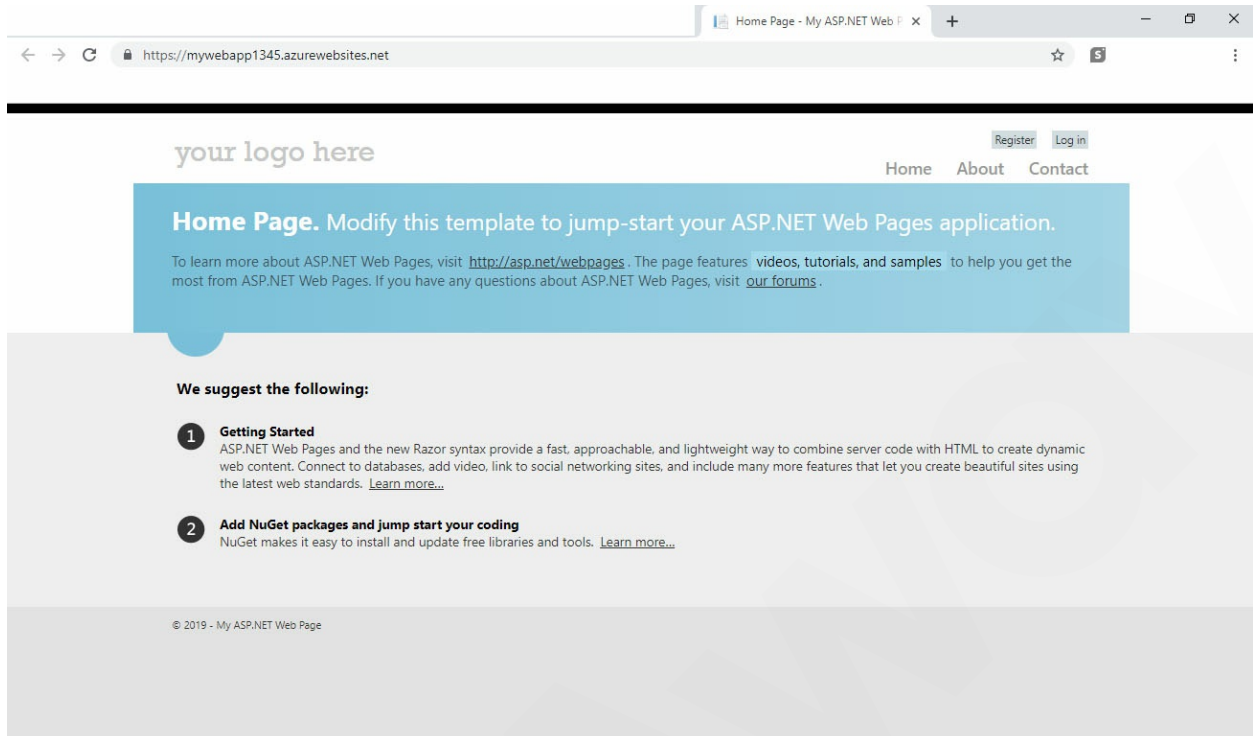 Home Page - My ASP.NET Web P
https://mywebapp1345.azurewebsites.net
S
Register Log in
your logo here
Home About Contact
Home Page. Modify this template to jump-start your ASP.NET Web Pages application.
To learn more about ASP.NET Web Pages, visit http://asp.net/webpages . The page features videos, tutorials, and samples to help you get the
most from ASP.NET Web Pages. If you have any questions about ASP.NET Web Pages, visit our forums .
We suggest the following:
1 Getting Started
ASP.NET Web Pages and the new Razor syntax provide a fast, approachable, and lightweight way to combine server code with HTML to create dynamic
web content. Connect to databases, add video, link to social networking sites, and include many more features that let you create beautiful sites using
the latest web standards. Learn more...
2 Add NuGet packages and jump start your coding
NuGet makes it easy to install and update free libraries and tools. Learn more...
© 2019 - My ASP.NET Web Page